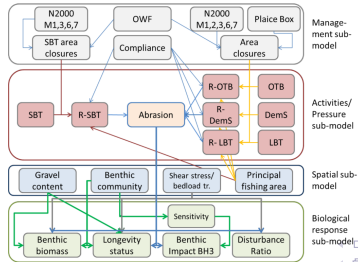 N2000
M1,3,6,7
OWF
N2000
M1,2,3,6,7
Plaice Box
SBT area
closures
Compliance
Area
closures
Manage-
ment sub-
model
SBT
R-SBT
Abrasion
R-OTB
OTB
R-
DemS
DemS
R- LBT
LBT
Activities/
Pressure
sub-model
Gravel
content
Benthic
community
Shear stress/
bedload tr.
Principal
fishing area
Spatial sub-
model
Sensitivity
Benthic
biomass
Longevity
status
Benthic
Impact BH3
Disturbance
Ratio
Biological
response
sub-model